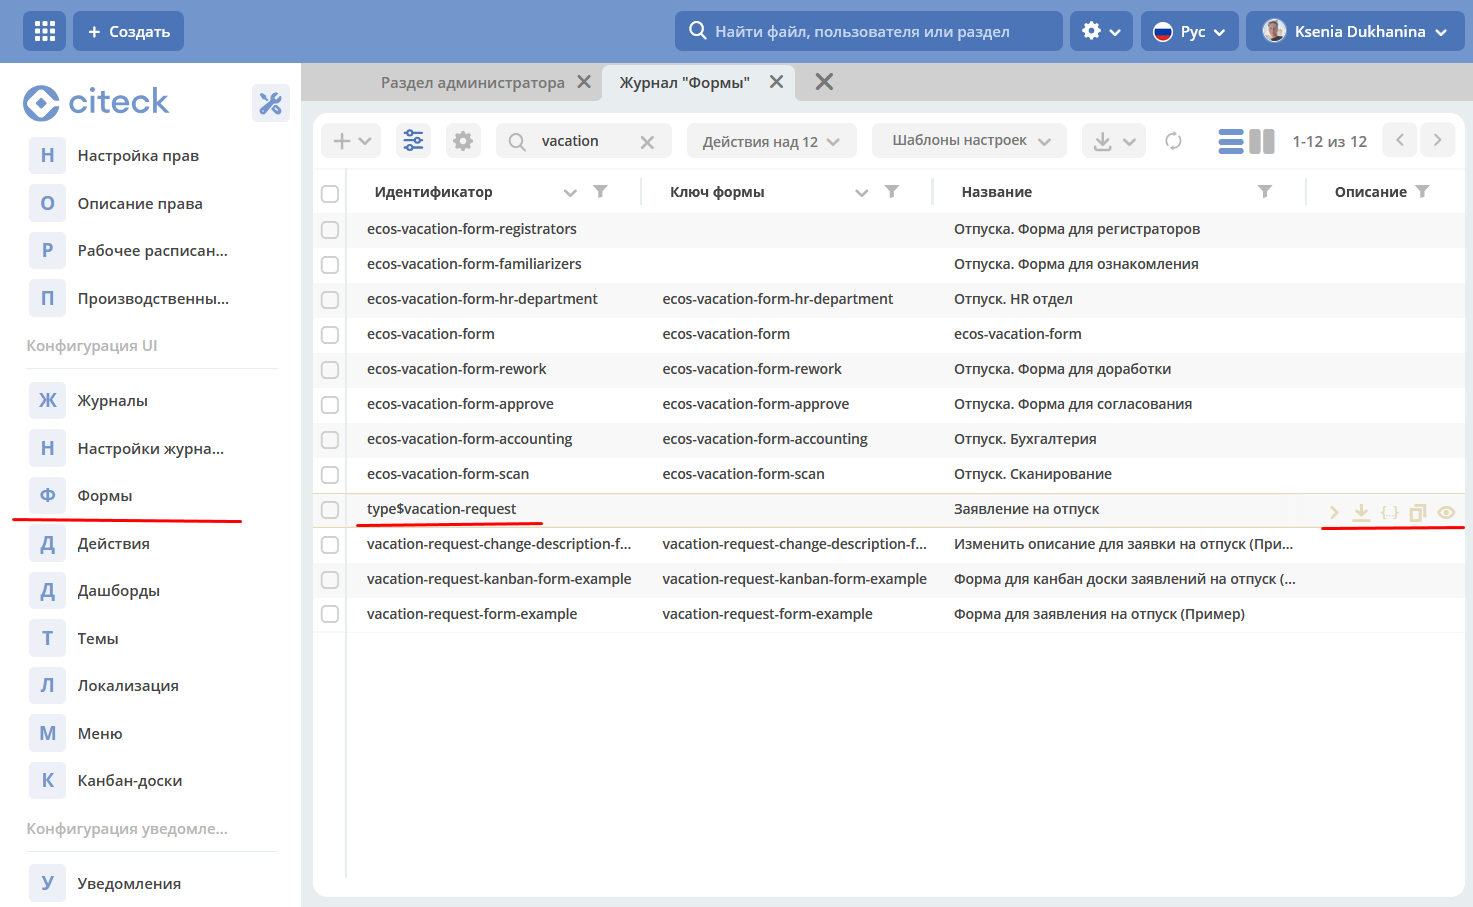 + Создать
Найти файл, пользователя или раздел
Рус
Ksenia Dukhanina
citeck
Н Настройка прав
О Описание права
Р Рабочее расписан...
П Производственны...
Конфигурация UI
Ж Журналы
Н Настройки журна...
Ф Формы
Д Действия
Д Дашборды
Т Темы
Л Локализация
М Меню
К Канбан-доски
Конфигурация уведомле...
У Уведомления
Раздел администратора
Журнал "Формы"
vacation
Действия над 12
Шаблоны настроек
1-12 из 12
Идентификатор Ключ формы Название Описание
ecos-vacation-form-registrators Отпуска. Форма для регистраторов
ecos-vacation-form-familiarizers Отпуска. Форма для ознакомления
ecos-vacation-form-hr-department ecos-vacation-form-hr-department Отпуск. HR отдел
ecos-vacation-form ecos-vacation-form ecos-vacation-form
ecos-vacation-form-rework ecos-vacation-form-rework Отпуска. Форма для доработки
ecos-vacation-form-approve ecos-vacation-form-approve Отпуска. Форма для согласования
ecos-vacation-form-accounting ecos-vacation-form-accounting Отпуск. Бухгалтерия
ecos-vacation-form-scan ecos-vacation-form-scan Отпуск. Сканирование
type$vacation-request Заявление на отпуск
vacation-request-change-description-f... vacation-request-change-description-f... Изменить описание для заявки на отпуск (При...
vacation-request-kanban-form-example vacation-request-kanban-form-example Форма для канбан доски заявлений на отпуск (...
vacation-request-form-example vacation-request-form-example Форма для заявления на отпуск (Пример)